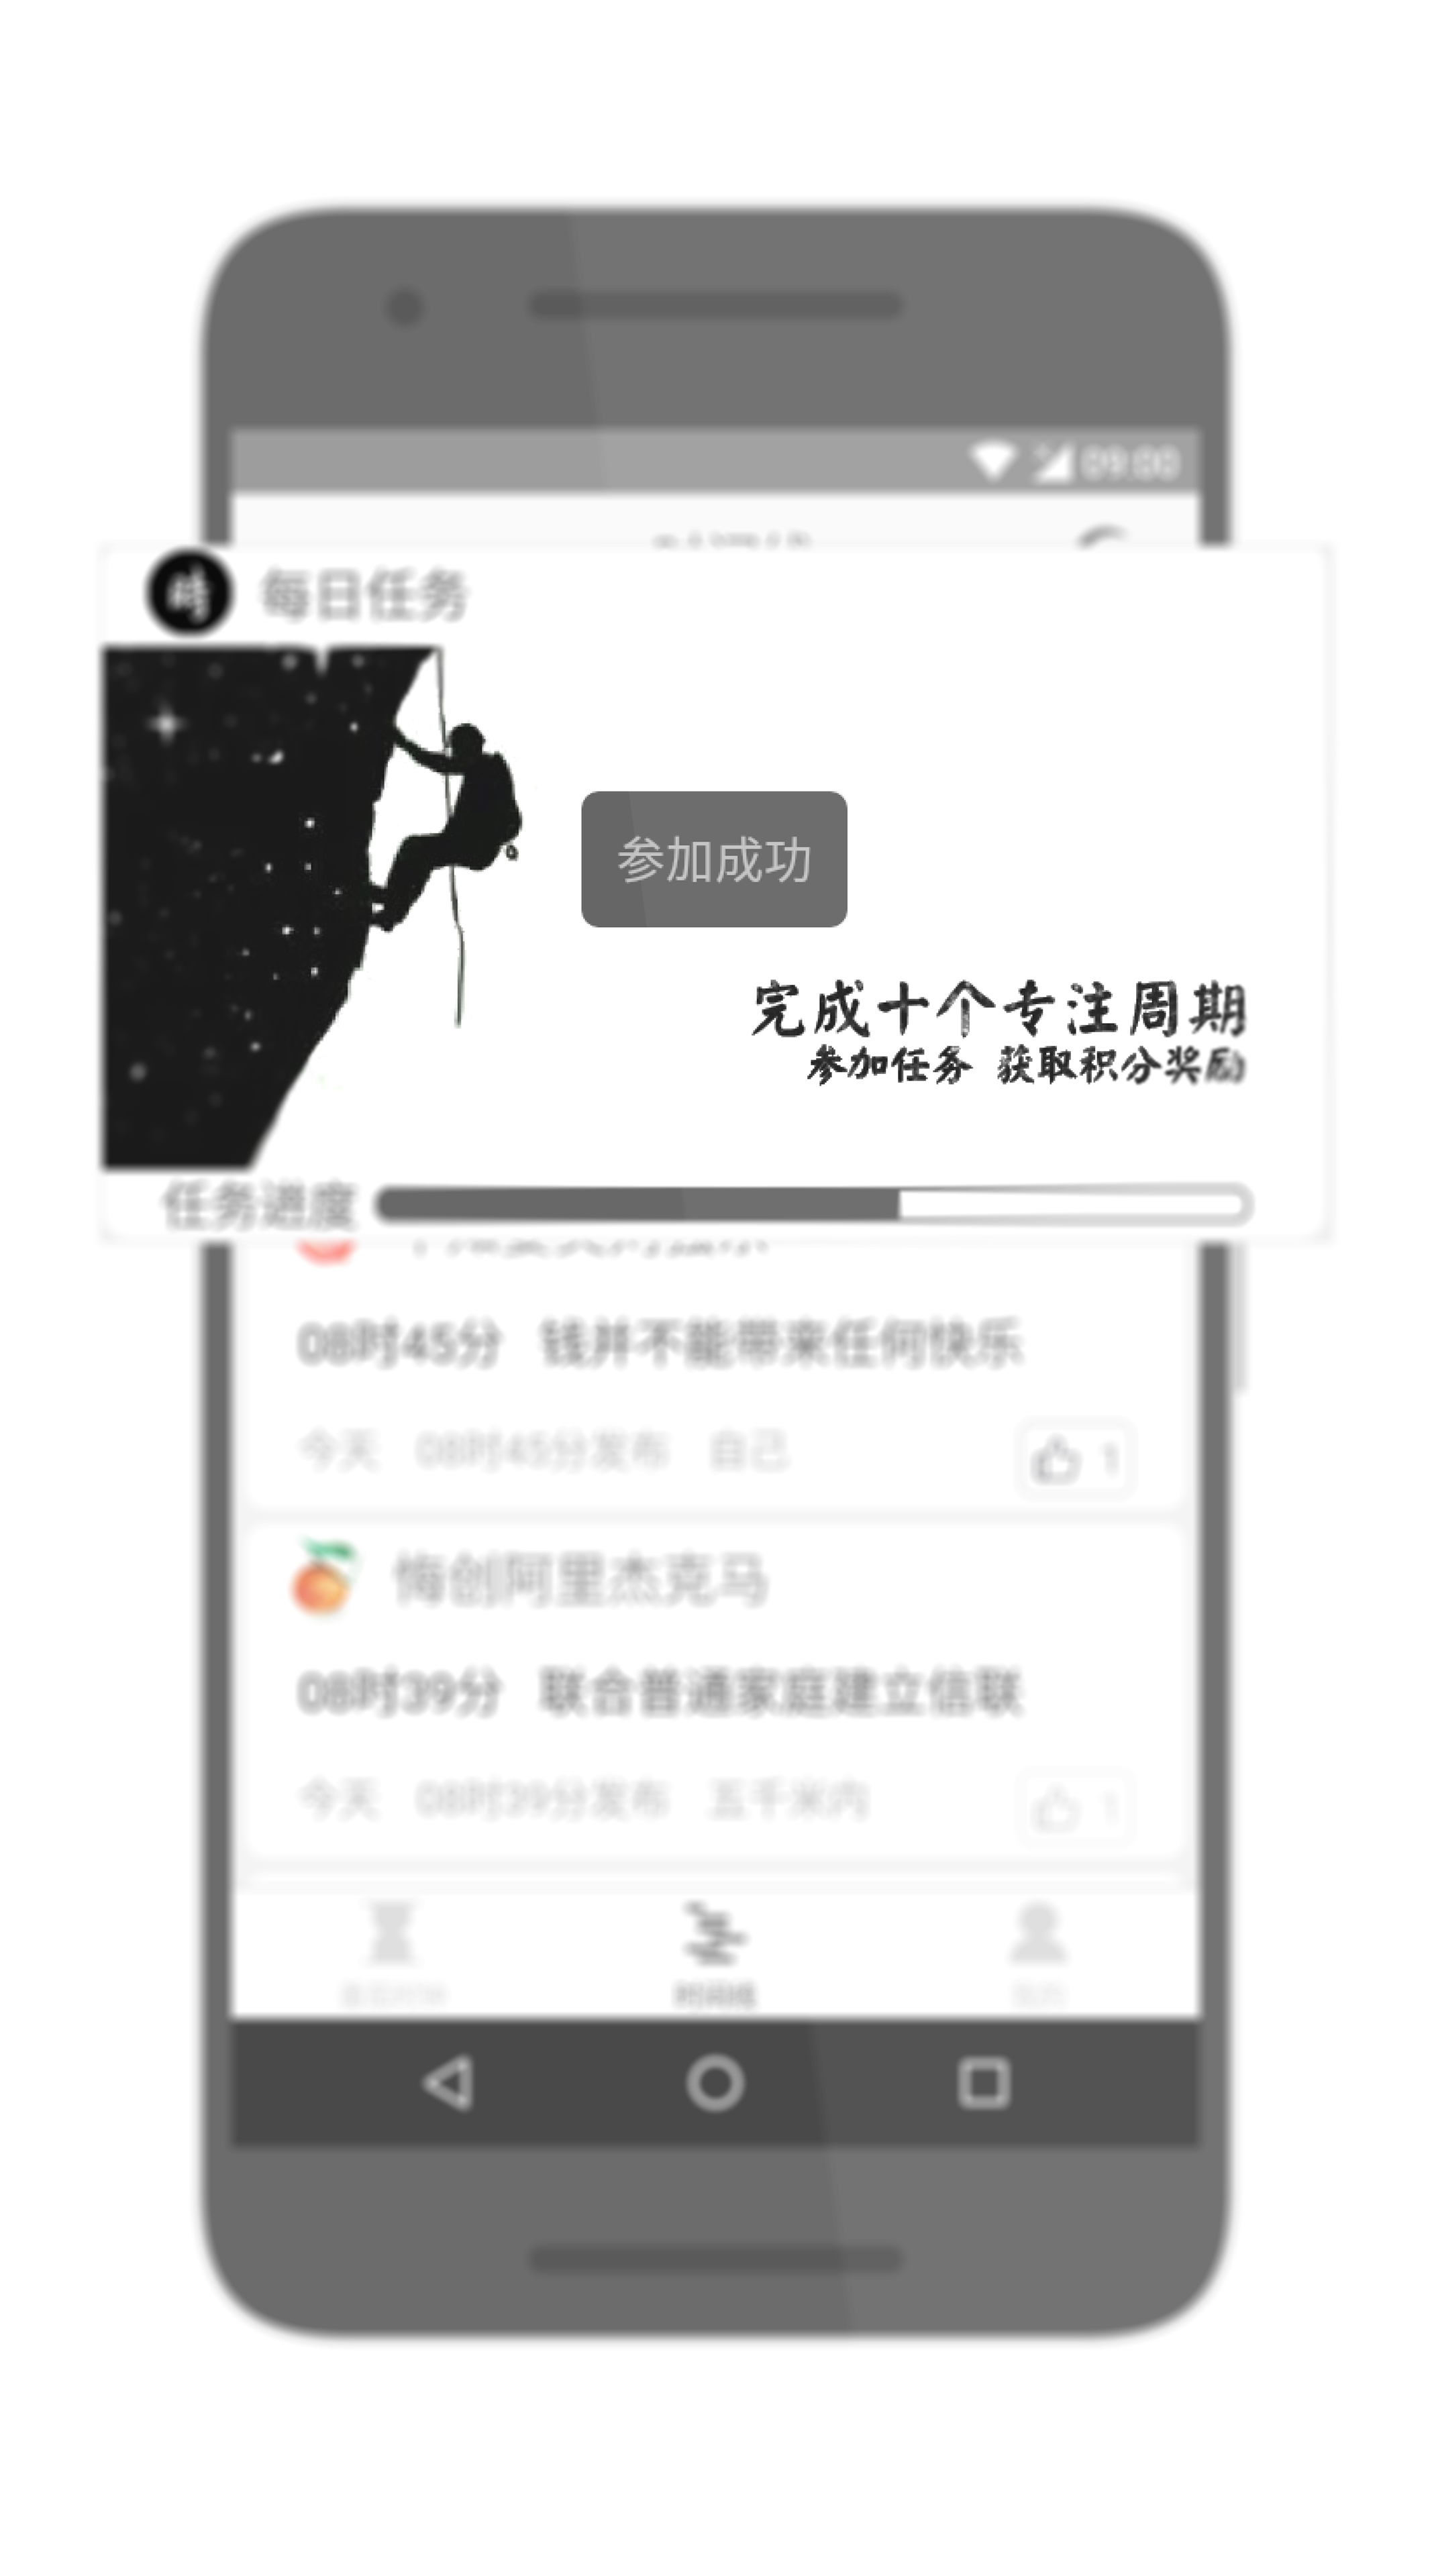 09:00
時 每日任务
参加成功
完成十个专注周期
参加任务 获取积分奖励
任务进度
08时45分 钱并不能带来任何快乐
今天 08时45分发布 自己 1
悔创阿里杰克马
08时39分 联合普通家庭建立信联
今天 08时39分发布 五千米内 1
时间线